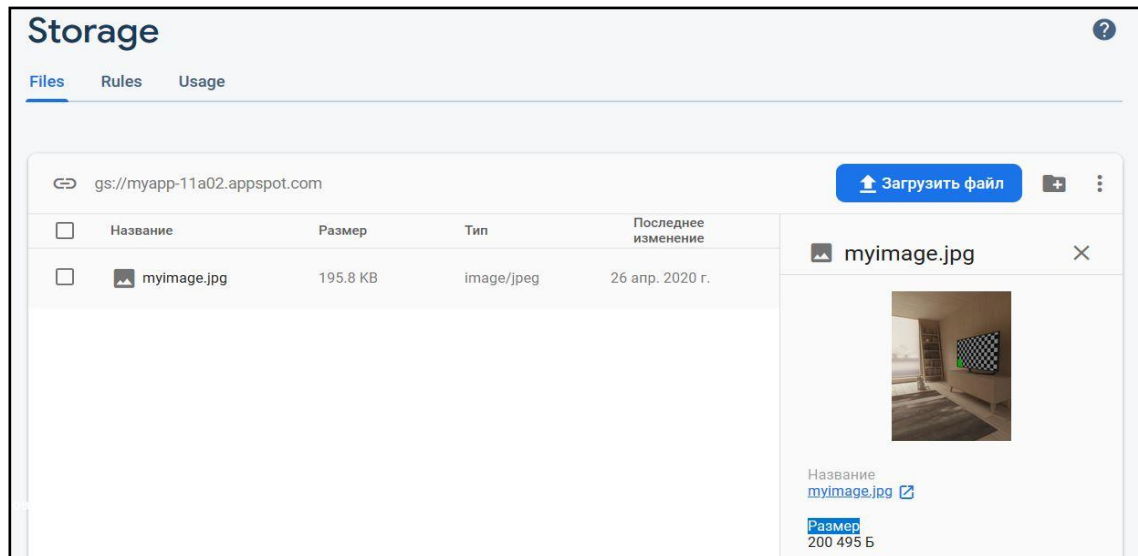 Storage
Files Rules Usage
gs://myapp-11a02.appspot.com
Загрузить файл
Название Размер Тип Последнее изменение
myimage.jpg 195.8 KB image/jpeg 26 апр. 2020 г.
myimage.jpg
Название
myimage.jpg
Размер
200 495 Б